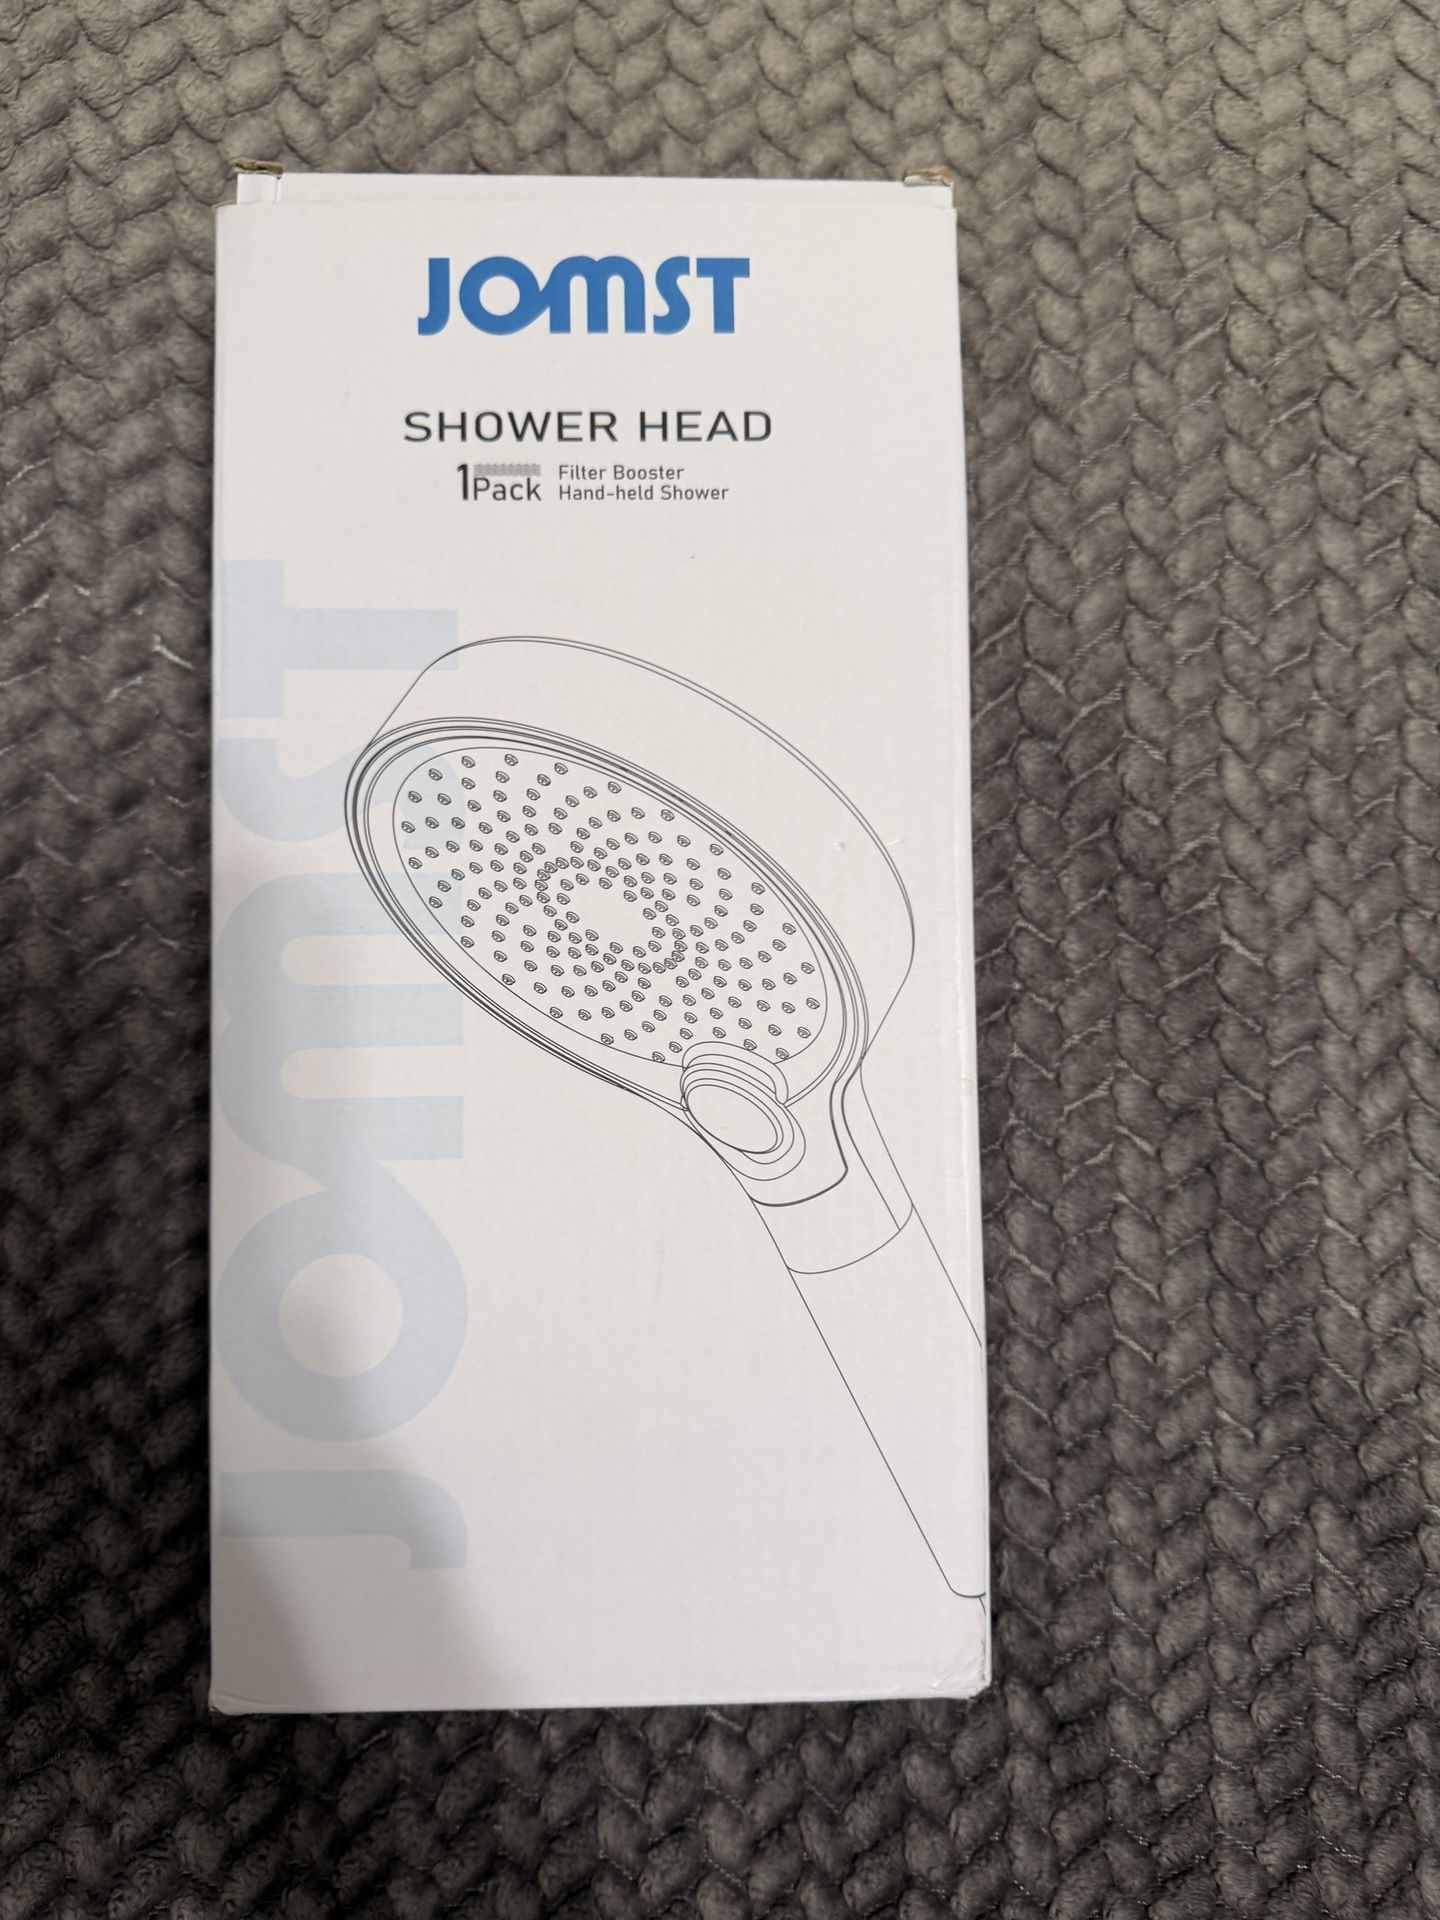 JOMST
SHOWER HEAD
1Pack
Filter Booster
Hand-held Shower
JOMST